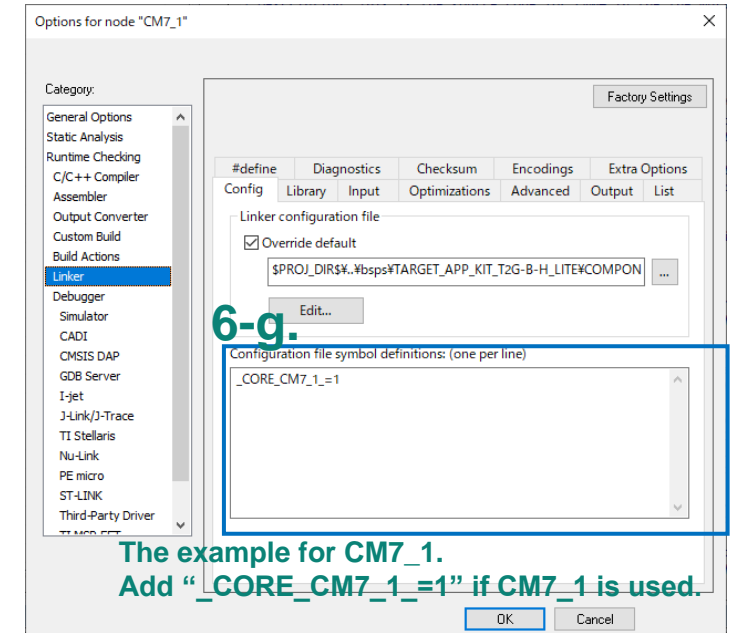 Options for node "CM7_1"
Category:
Factory Settings
General Options
Static Analysis
Runtime Checking
C/C++ Compiler
Assembler
Output Converter
Custom Build
Build Actions
Linker
Debugger
Simulator
CADI
CMSIS DAP
GDB Server
I-jet
J-Link/J-Trace
TI Stellaris
Nu-Link
PE micro
ST-LINK
Third-Party Driver
#define Diagnostics Checksum Encodings Extra Options
Config Library Input Optimizations Advanced Output List
Linker configuration file
Override default
$PROJ_DIR$¥..¥bsps¥TARGET_APP_KIT_T2G-B-H_LITE¥COMPON
...
Edit...
6-g.
Configuration file symbol definitions: (one per line)
_CORE_CM7_1_=1
The example for CM7_1.
Add “_CORE_CM7_1_=1” if CM7_1 is used.
OK Cancel